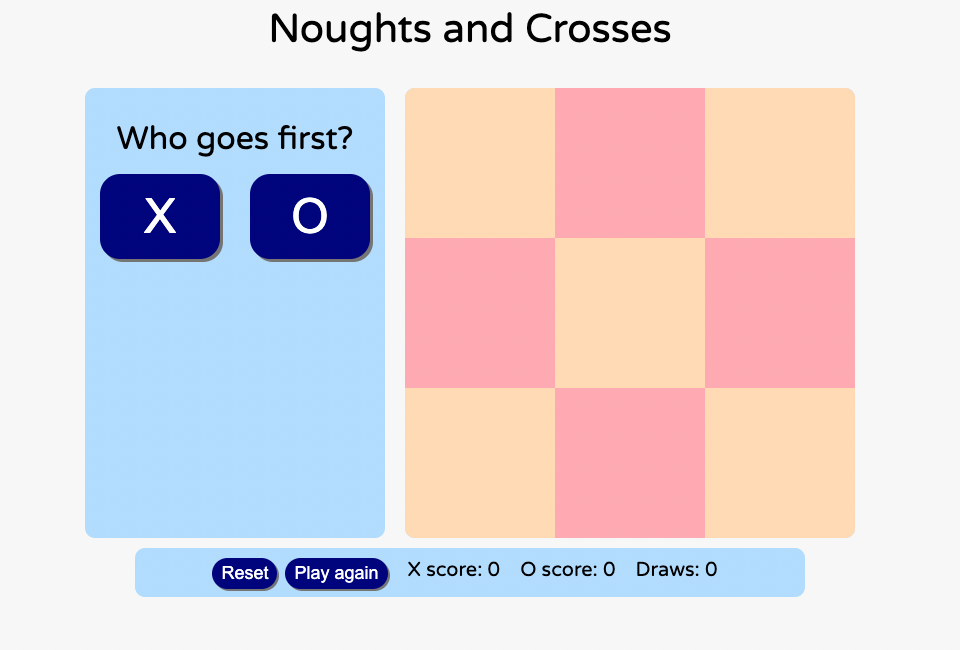 Noughts and Crosses
Who goes first?
X O
Reset Play again X score: 0 O score: 0 Draws: 0